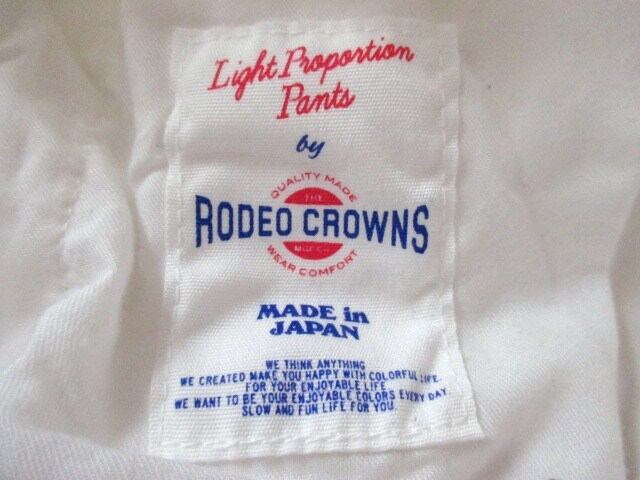 Light Proportion
Pants
by
QUALITY MADE
THE
RODEO CROWNS
MGF CO
WEAR COMFORT
MADE in
JAPAN
WE THINK ANYTHING
WE CREATED MAKE YOU HAPPY WITH COLORFUL LIFE.
FOR YOUR ENJOYABLE LIFE
WE WANT TO BE YOUR ENJOYABLE COLORS EVERY DAY.
SLOW AND FUN LIFE FOR YOU.